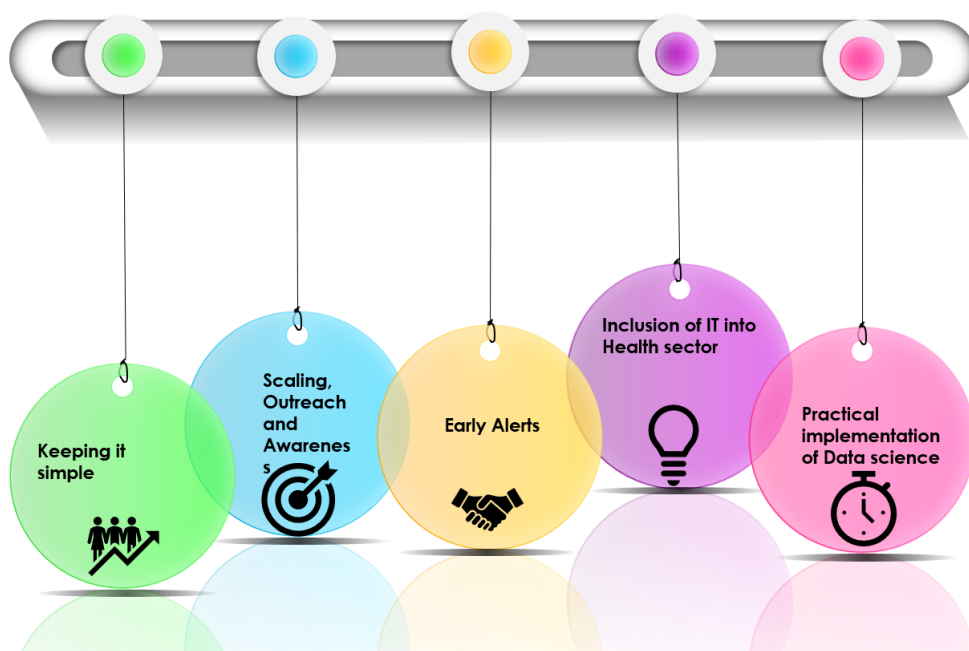 Keeping it
simple
Scaling,
Outreach
and
Awarenes
s
Early Alerts
Inclusion of IT into
Health sector
Practical
implementation
of Data science